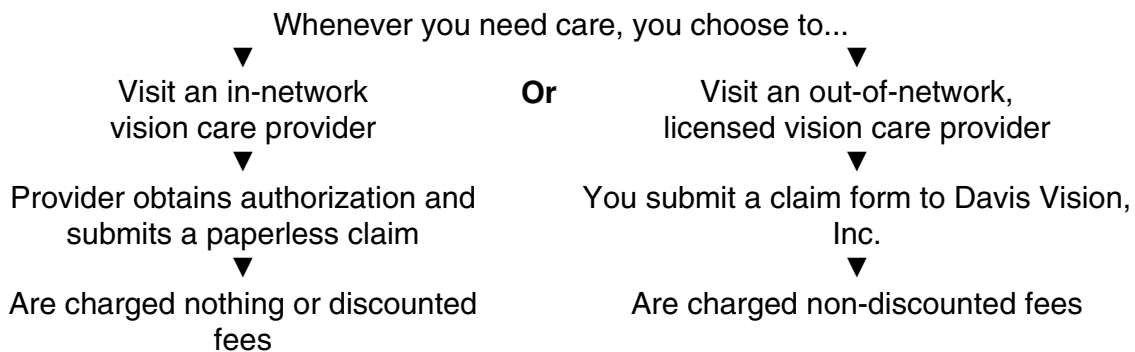 Whenever you need care, you choose to...
▼
Visit an in-network
vision care provider
▼
Provider obtains authorization and
submits a paperless claim
▼
Are charged nothing or discounted
fees
Or
▼
Visit an out-of-network,
licensed vision care provider
▼
You submit a claim form to Davis Vision,
Inc.
▼
Are charged non-discounted fees